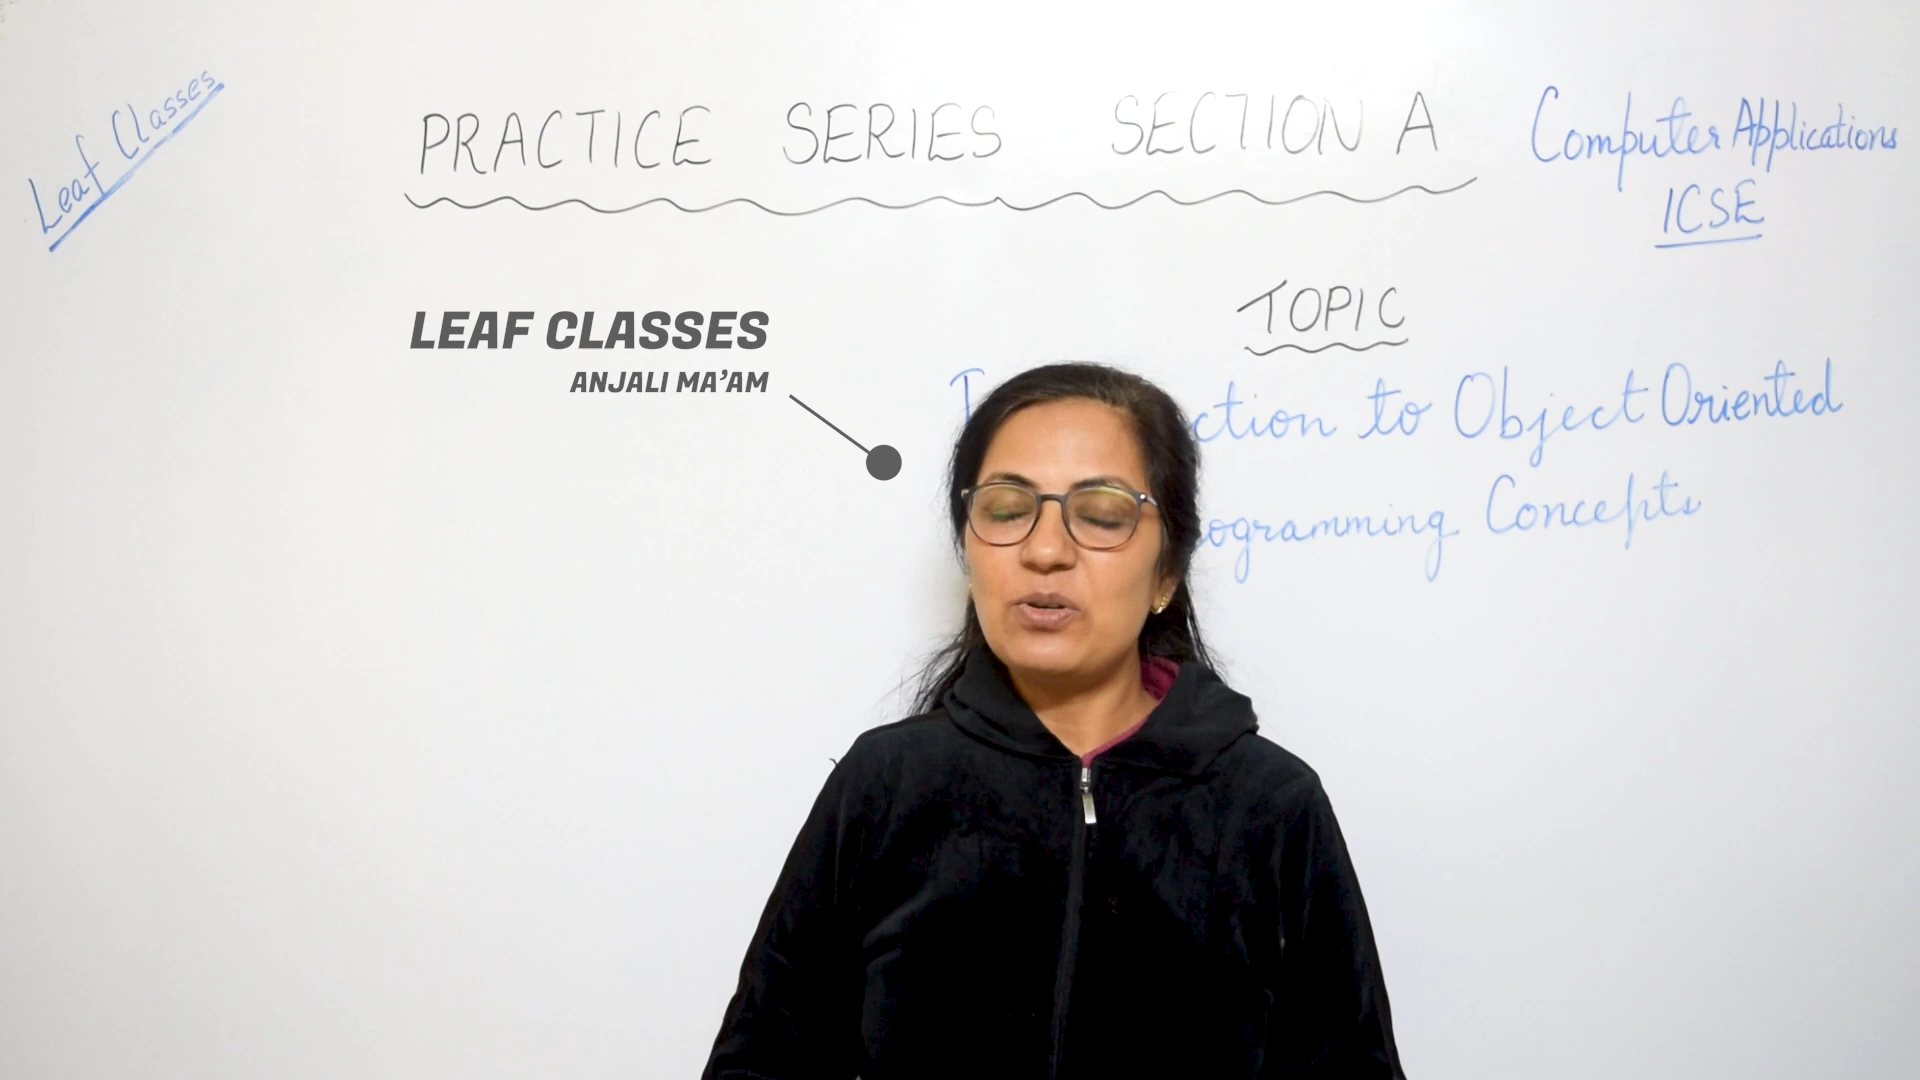 Leaf Classes
PRACTICE SERIES SECTION A
Computer Applications
ICSE
LEAF CLASSES
ANJALI MA'AM
TOPIC
to Object Oriented
Concepts